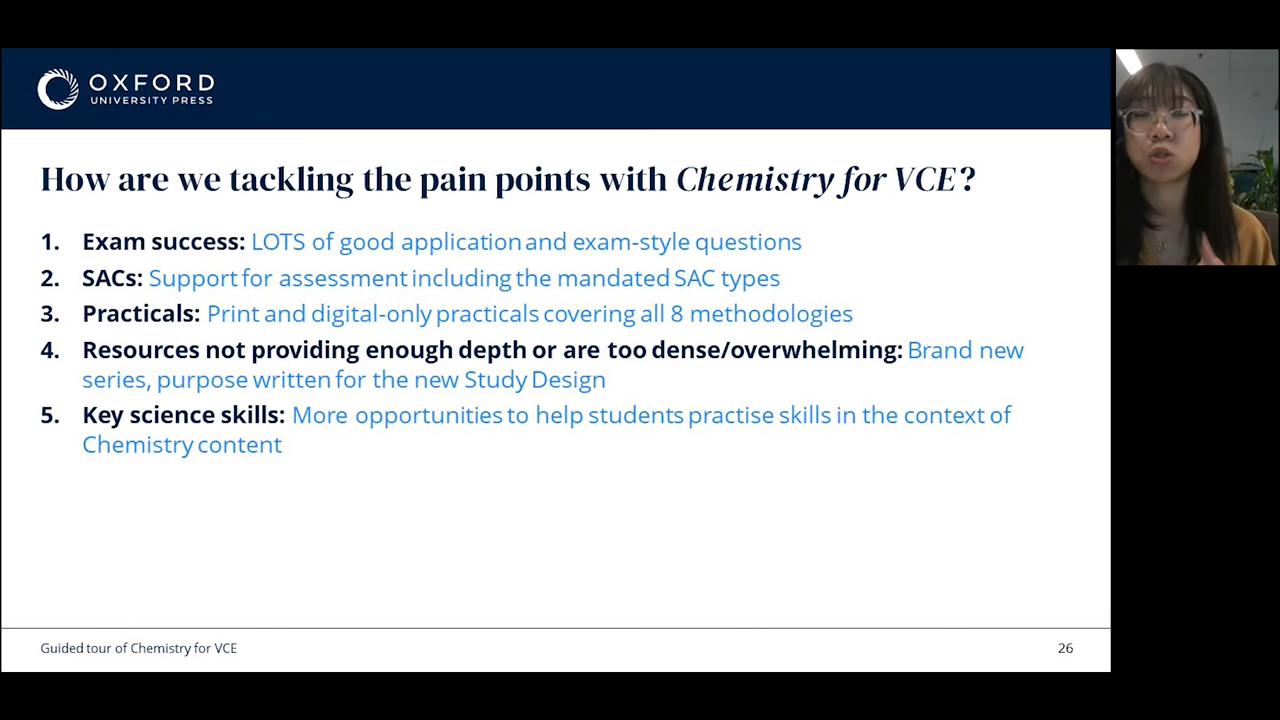 OXFORD
UNIVERSITY PRESS
How are we tackling the pain points with Chemistry for VCE?
1. Exam success: LOTS of good application and exam-style questions
2. SACs: Support for assessment including the mandated SAC types
3. Practicals: Print and digital-only practicals covering all 8 methodologies
4. Resources not providing enough depth or are too dense/overwhelming: Brand new
series, purpose written for the new Study Design
5. Key science skills: More opportunities to help students practise skills in the context of
Chemistry content
Guided tour of Chemistry for VCE
26